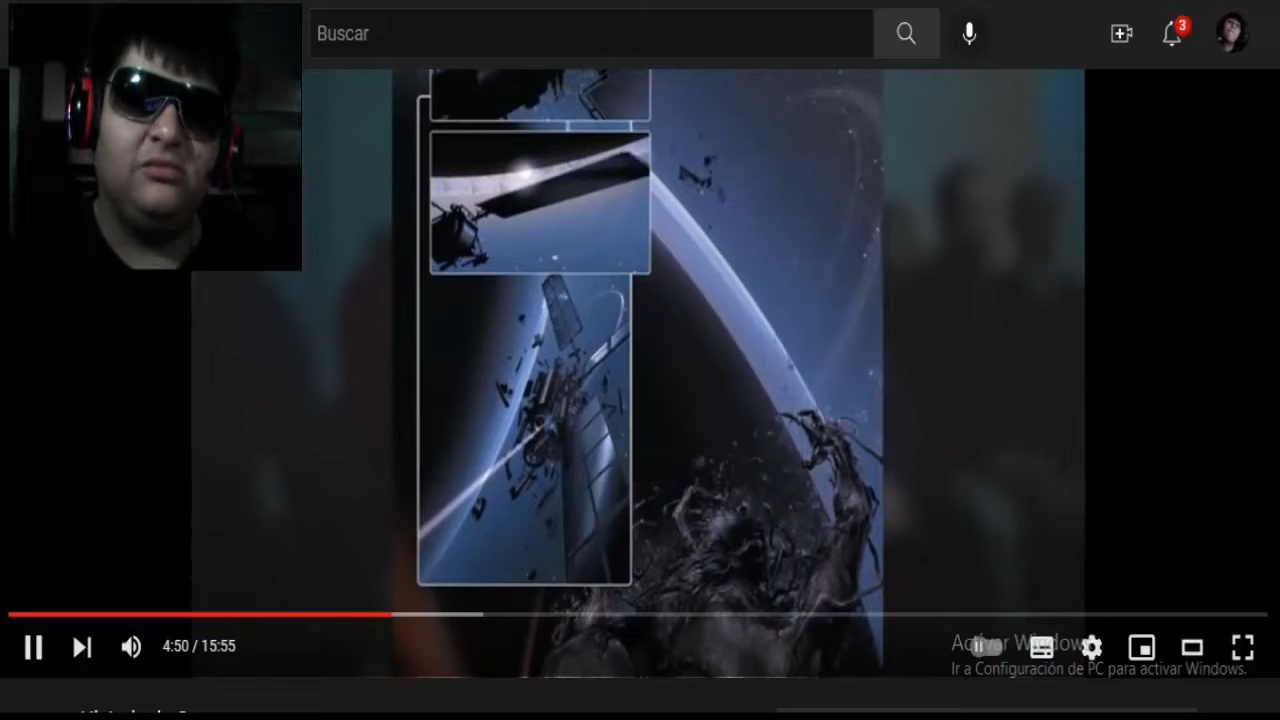 Buscar
3
4:50 / 15:55
Activar Windows
Ir a Configuración de PC para activar Windows.